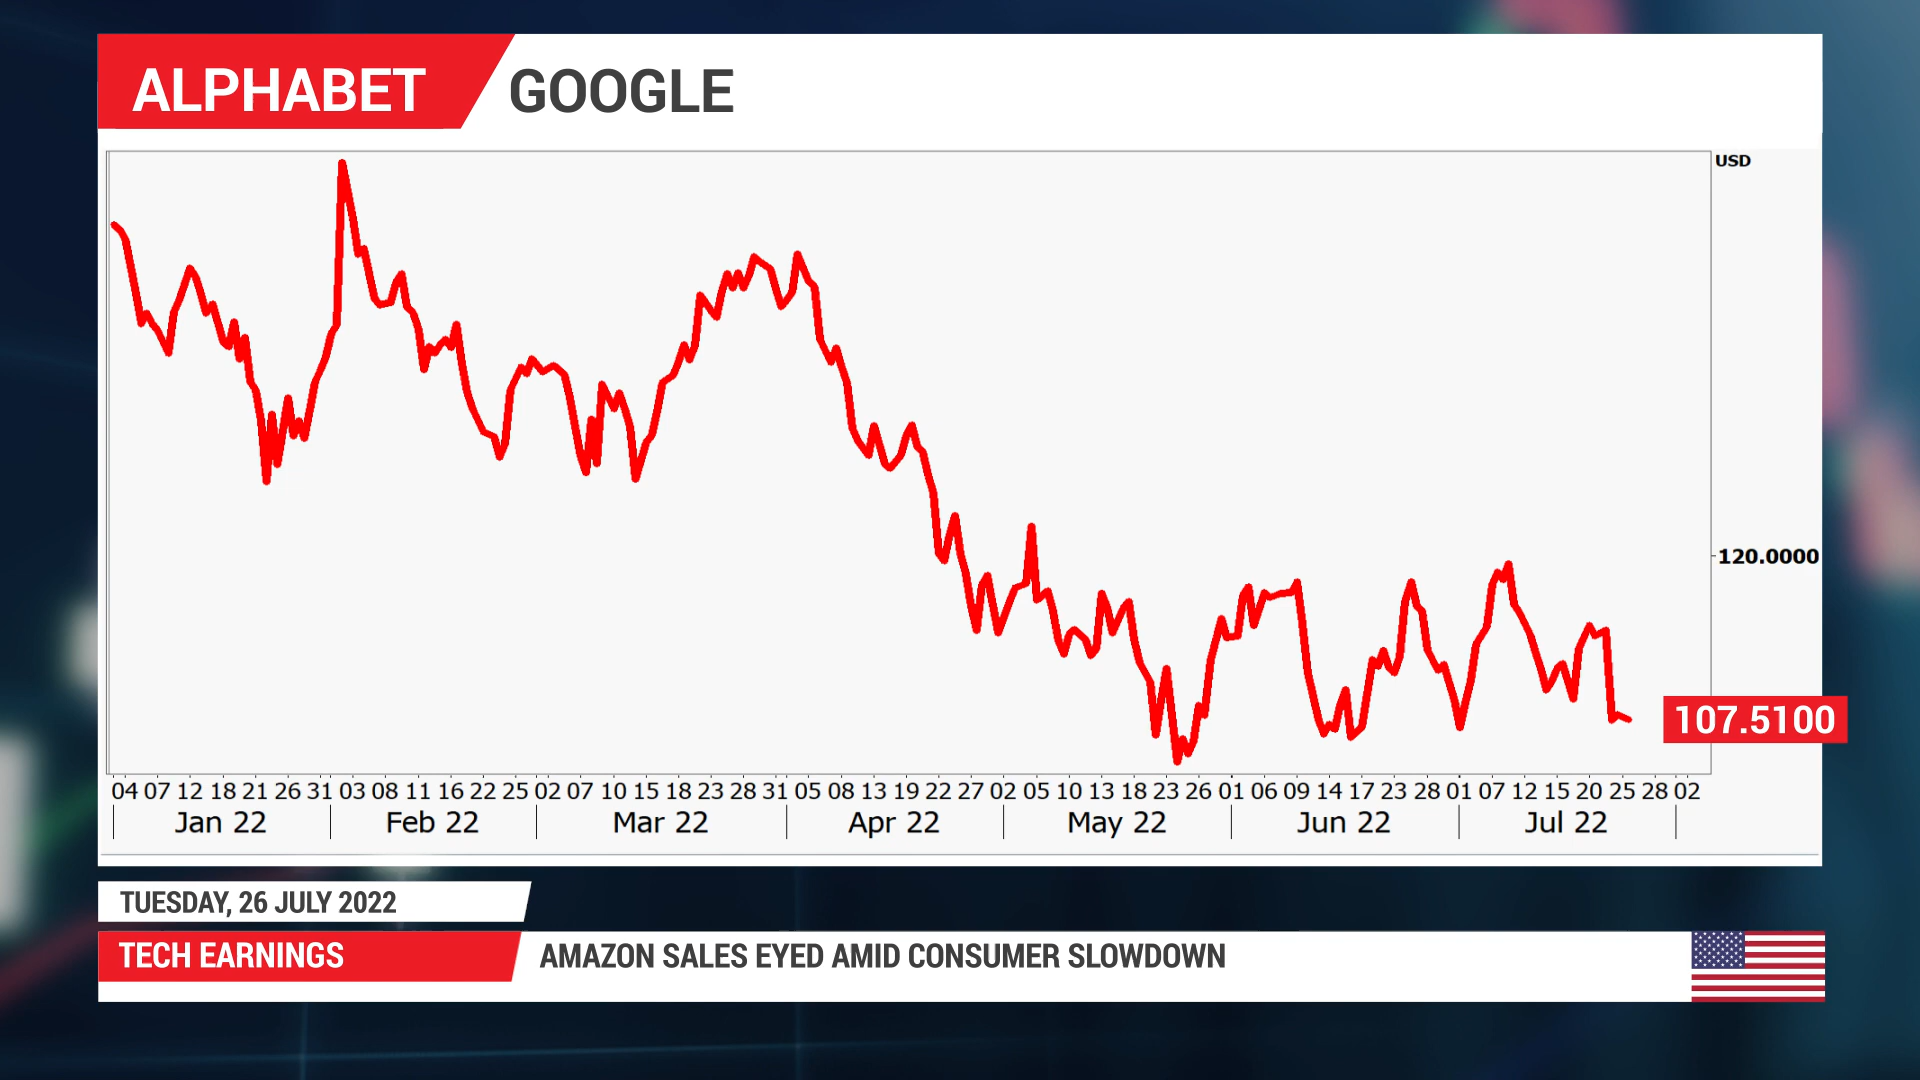 ALPHABET GOOGLE
USD
120.0000
107.5100
04 07 12 18 21 26 31 03 08 11 16 22 25 02 07 10 15 18 23 28 31 05 08 13 19 22 27 02 05 10 13 18 23 26 01 06 09 14 17 23 28 01 07 12 15 20 25 28 02
Jan 22 Feb 22 Mar 22 Apr 22 May 22 Jun 22 Jul 22
TUESDAY, 26 JULY 2022
TECH EARNINGS AMAZON SALES EYED AMID CONSUMER SLOWDOWN